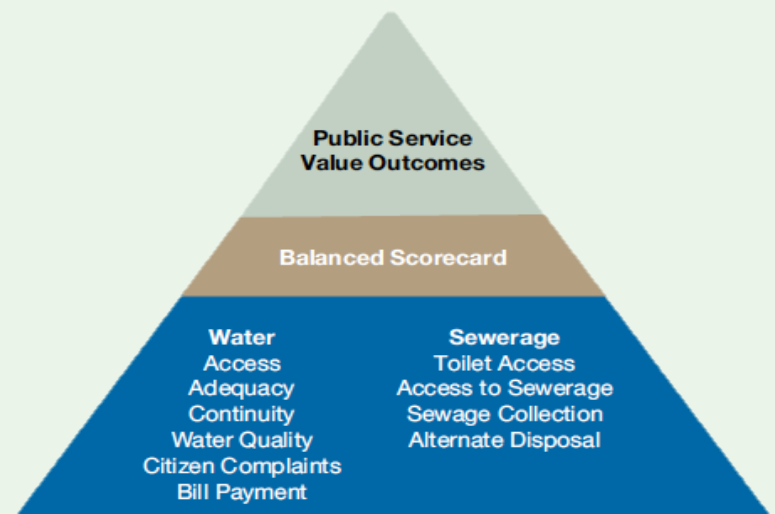 Public Service
Value Outcomes
Balanced Scorecard
Water
Access
Adequacy
Continuity
Water Quality
Citizen Complaints
Bill Payment
Sewerage
Toilet Access
Access to Sewerage
Sewage Collection
Alternate Disposal